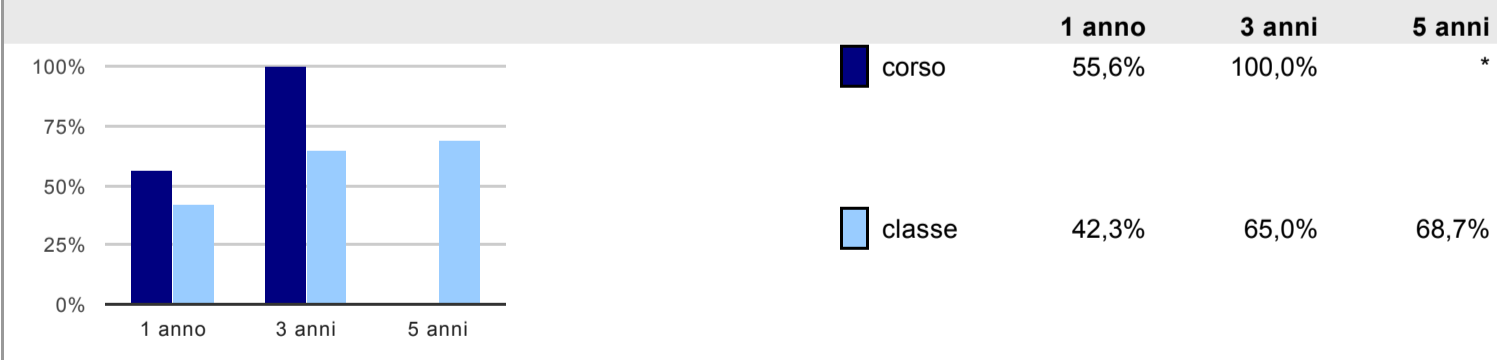 1 anno 3 anni 5 anni
corso 55,6% 100,0% *
classe 42,3% 65,0% 68,7%
100%
75%
50%
25%
0%
1 anno 3 anni 5 anni